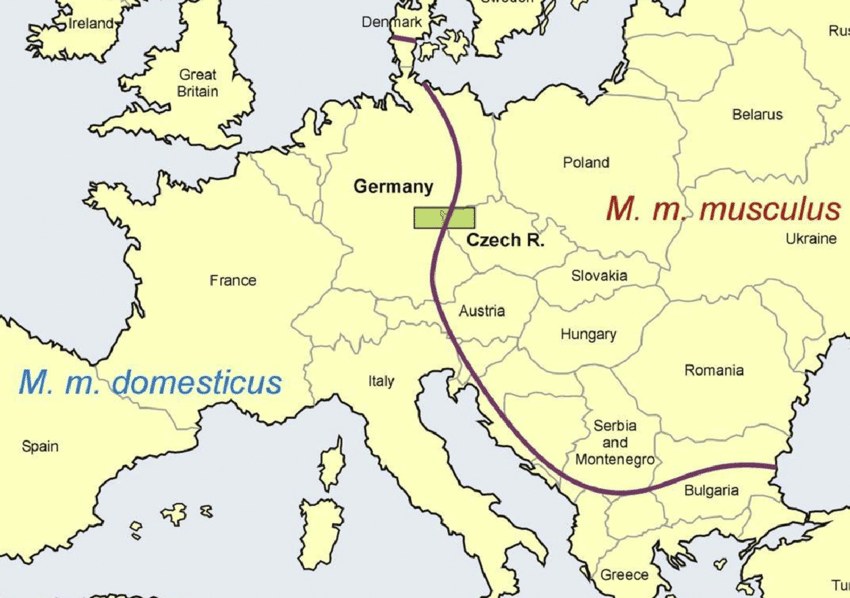 Denmark
Ireland
Great
Britain
Belarus
Poland
Germany
M. m. musculus
Ukraine
Czech R.
France
Slovakia
Austria
Hungary
Romania
M. m. domesticus
Italy
Serbia
and
Montenegro
Spain
Bulgaria
Greece